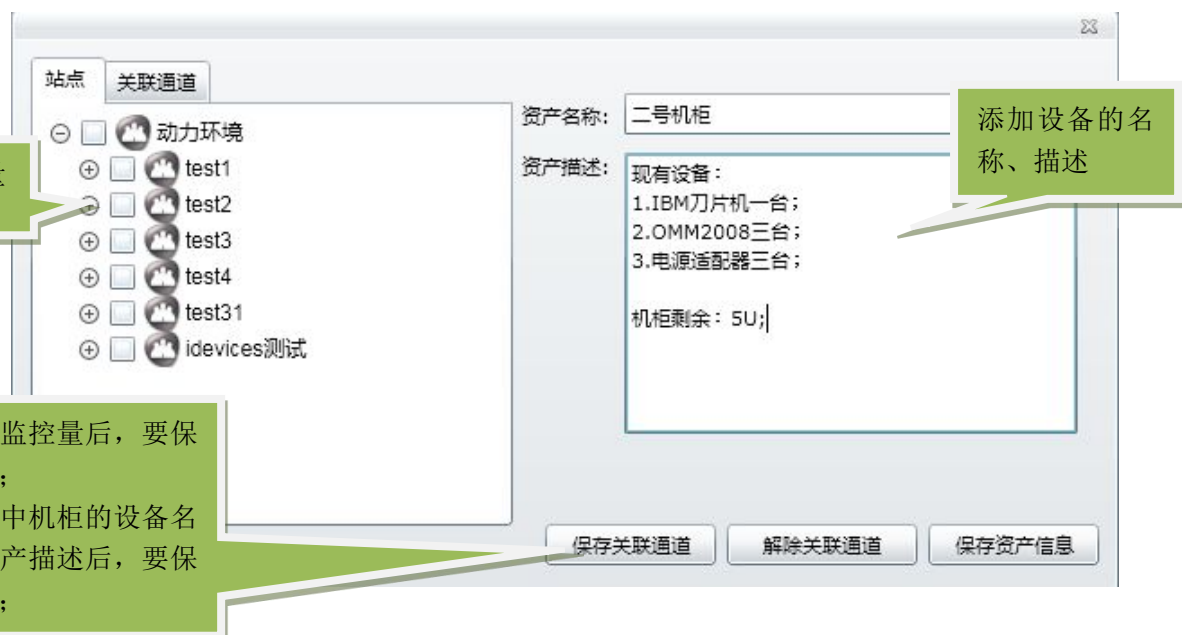 站点
关联通道
动力环境
test1
test2
test3
test4
test31
idevices测试
资产名称:
二号机柜
资产描述:
现有设备:
1.IBM刀片机一台;
2.OMM2008三台;
3.电源适配器三台;
机柜剩余: 5U;
添加设备的名
称、描述
监控量后，要保
；
中机柜的设备名
产描述后，要保
；
保存关联通道
解除关联通道
保存资产信息